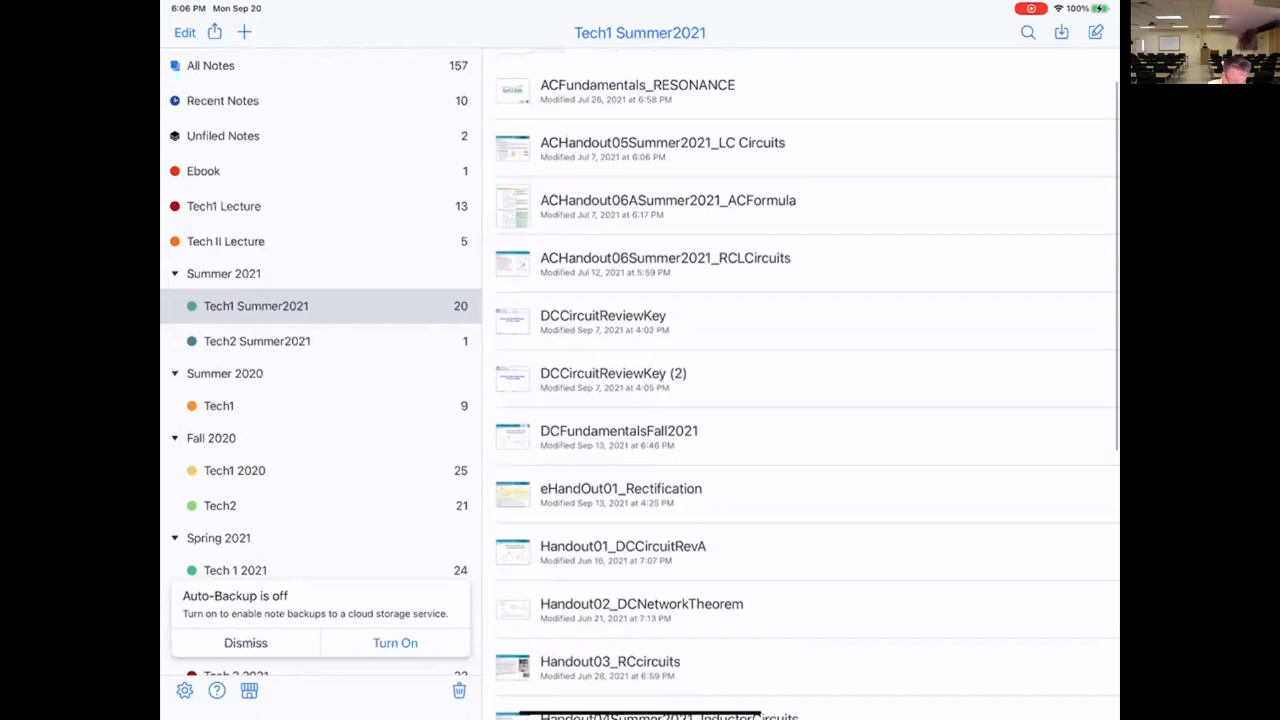 6:06 PM Mon Sep 20
100%
Edit
Tech1 Summer2021
All Notes 157
Recent Notes 10
Unfiled Notes 2
Ebook 1
Tech1 Lecture 13
Tech II Lecture 5
Summer 2021
Tech1 Summer2021 20
Tech2 Summer2021 1
Summer 2020
Tech1 9
Fall 2020
Tech1 2020 25
Tech2 21
Spring 2021
Tech 1 2021 24
Auto-Backup is off
Turn on to enable note backups to a cloud storage service.
Dismiss Turn On
Tech 2 2021
ACFundamentals_RESONANCE
Modified Jul 26, 2021 at 6:58 PM
ACHandout05Summer2021_LC Circuits
Modified Jul 7, 2021 at 6:06 PM
ACHandout06ASummer2021_ACFormula
Modified Jul 7, 2021 at 6:17 PM
ACHandout06Summer2021_RCLCircuits
Modified Jul 12, 2021 at 5:59 PM
DCCircuitReviewKey
Modified Sep 7, 2021 at 4:02 PM
DCCircuitReviewKey (2)
Modified Sep 7, 2021 at 4:05 PM
DCFundamentalsFall2021
Modified Sep 13, 2021 at 6:46 PM
eHandOut01_Rectification
Modified Sep 13, 2021 at 4:25 PM
Handout01_DCCircuitRevA
Modified Jun 16, 2021 at 7:07 PM
Handout02_DCNetworkTheorem
Modified Jun 21, 2021 at 7:13 PM
Handout03_RCcircuits
Modified Jun 28, 2021 at 6:59 PM
Handout04Summer2021_InductorCircuits